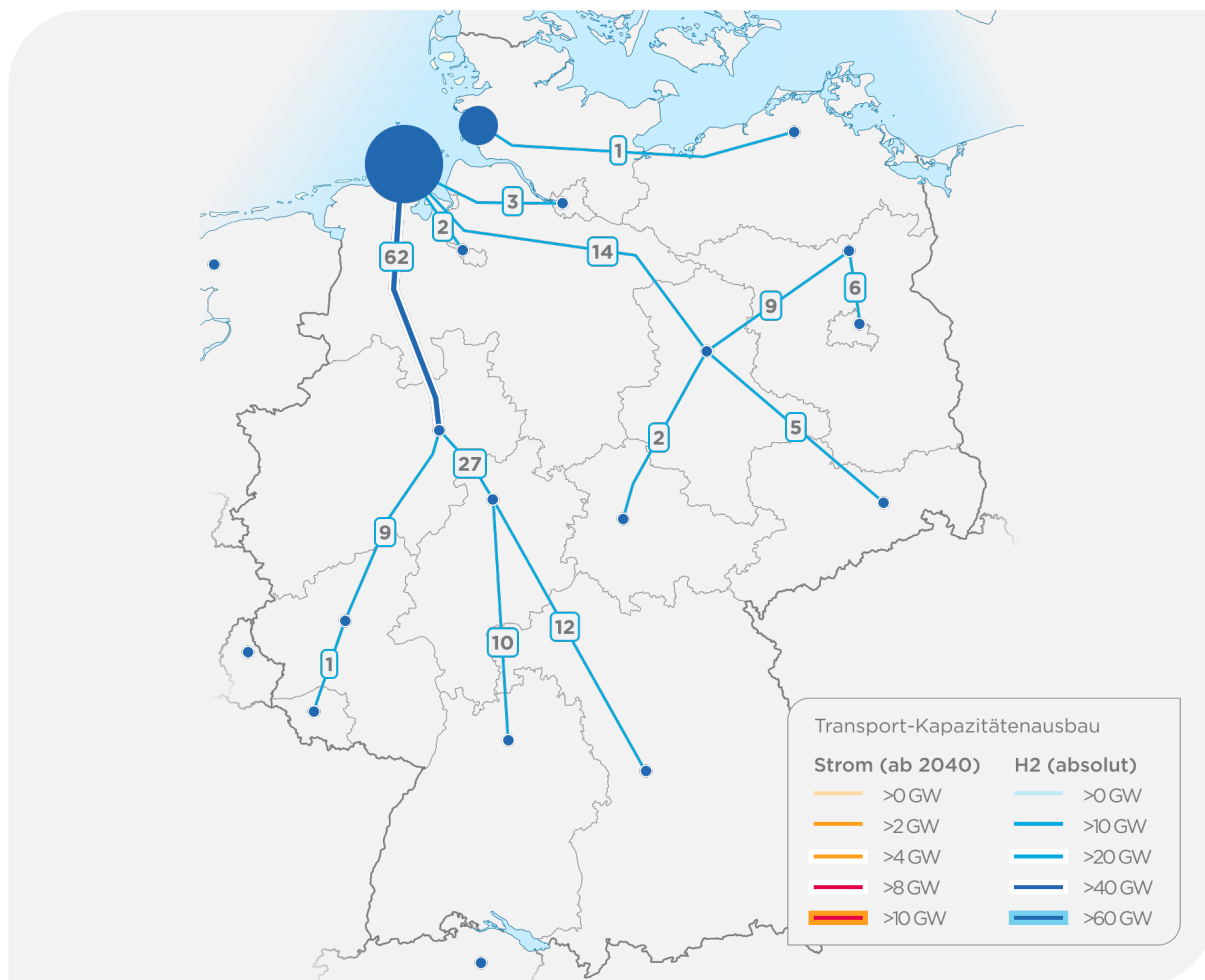 1
3
2
62
14
9
6
2
5
27
9
12
10
1
Transport-Kapazitätenausbau
Strom (ab 2040) H2 (absolut)
>0 GW >0 GW
>2 GW >10 GW
>4 GW >20 GW
>8 GW >40 GW
>10 GW >60 GW